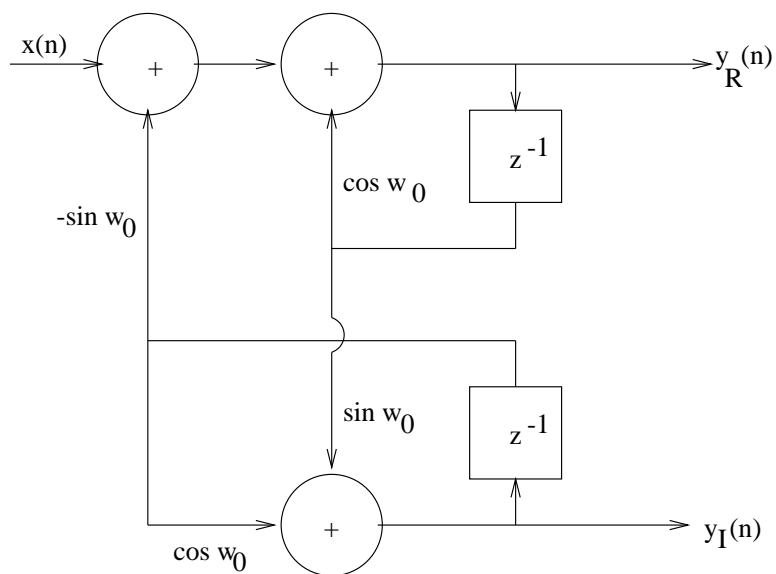 x(n)
+
+
y_R(n)
z^-1
cos w_0
-sin w_0
sin w_0
z^-1
+
y_I(n)
cos w_0